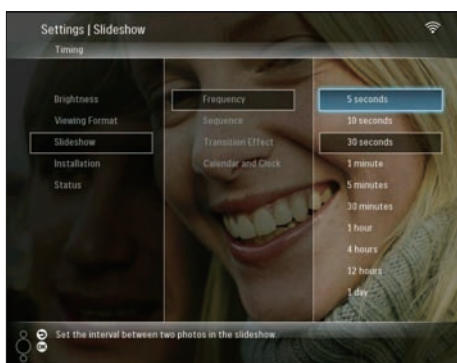 Settings | Slideshow
Timing
Brightness
Viewing Format
Slideshow
Installation
Status
Frequency
Sequence
Transition Effect
Calendar and Clock
5 seconds
10 seconds
30 seconds
1 minute
5 minutes
30 minutes
1 hour
4 hours
12 hours
1 day
OK
Set the interval between two photos in the slideshow.